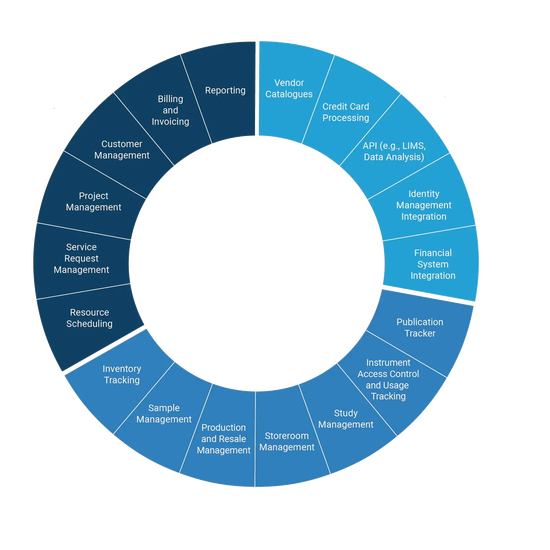 Vendor
Catalogues
Credit Card
Processing
API (e.g., LIMS,
Data Analysis)
Identity
Management
Integration
Financial
System
Integration
Publication
Tracker
Instrument
Access Control
and Usage
Tracking
Study
Management
Storeroom
Management
Production
and Resale
Management
Sample
Management
Inventory
Tracking
Resource
Scheduling
Service
Request
Management
Project
Management
Customer
Management
Billing
and
Invoicing
Reporting